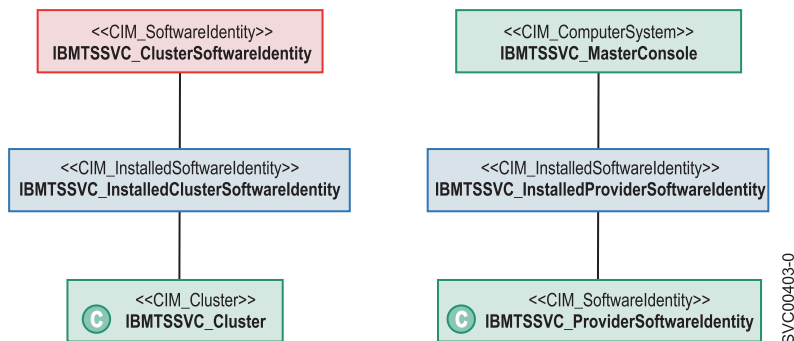 <<CIM_SoftwareIdentity>>
IBMTSSVC_ClusterSoftwareIdentity
<<CIM_InstalledSoftwareIdentity>>
IBMTSSVC_InstalledClusterSoftwareIdentity
<<CIM_Cluster>>
C
IBMTSSVC_Cluster
<<CIM_ComputerSystem>>
IBMTSSVC_MasterConsole
<<CIM_InstalledSoftwareIdentity>>
IBMTSSVC_InstalledProviderSoftwareIdentity
<<CIM_SoftwareIdentity>>
C
IBMTSSVC_ProviderSoftwareIdentity
SVC00403-0